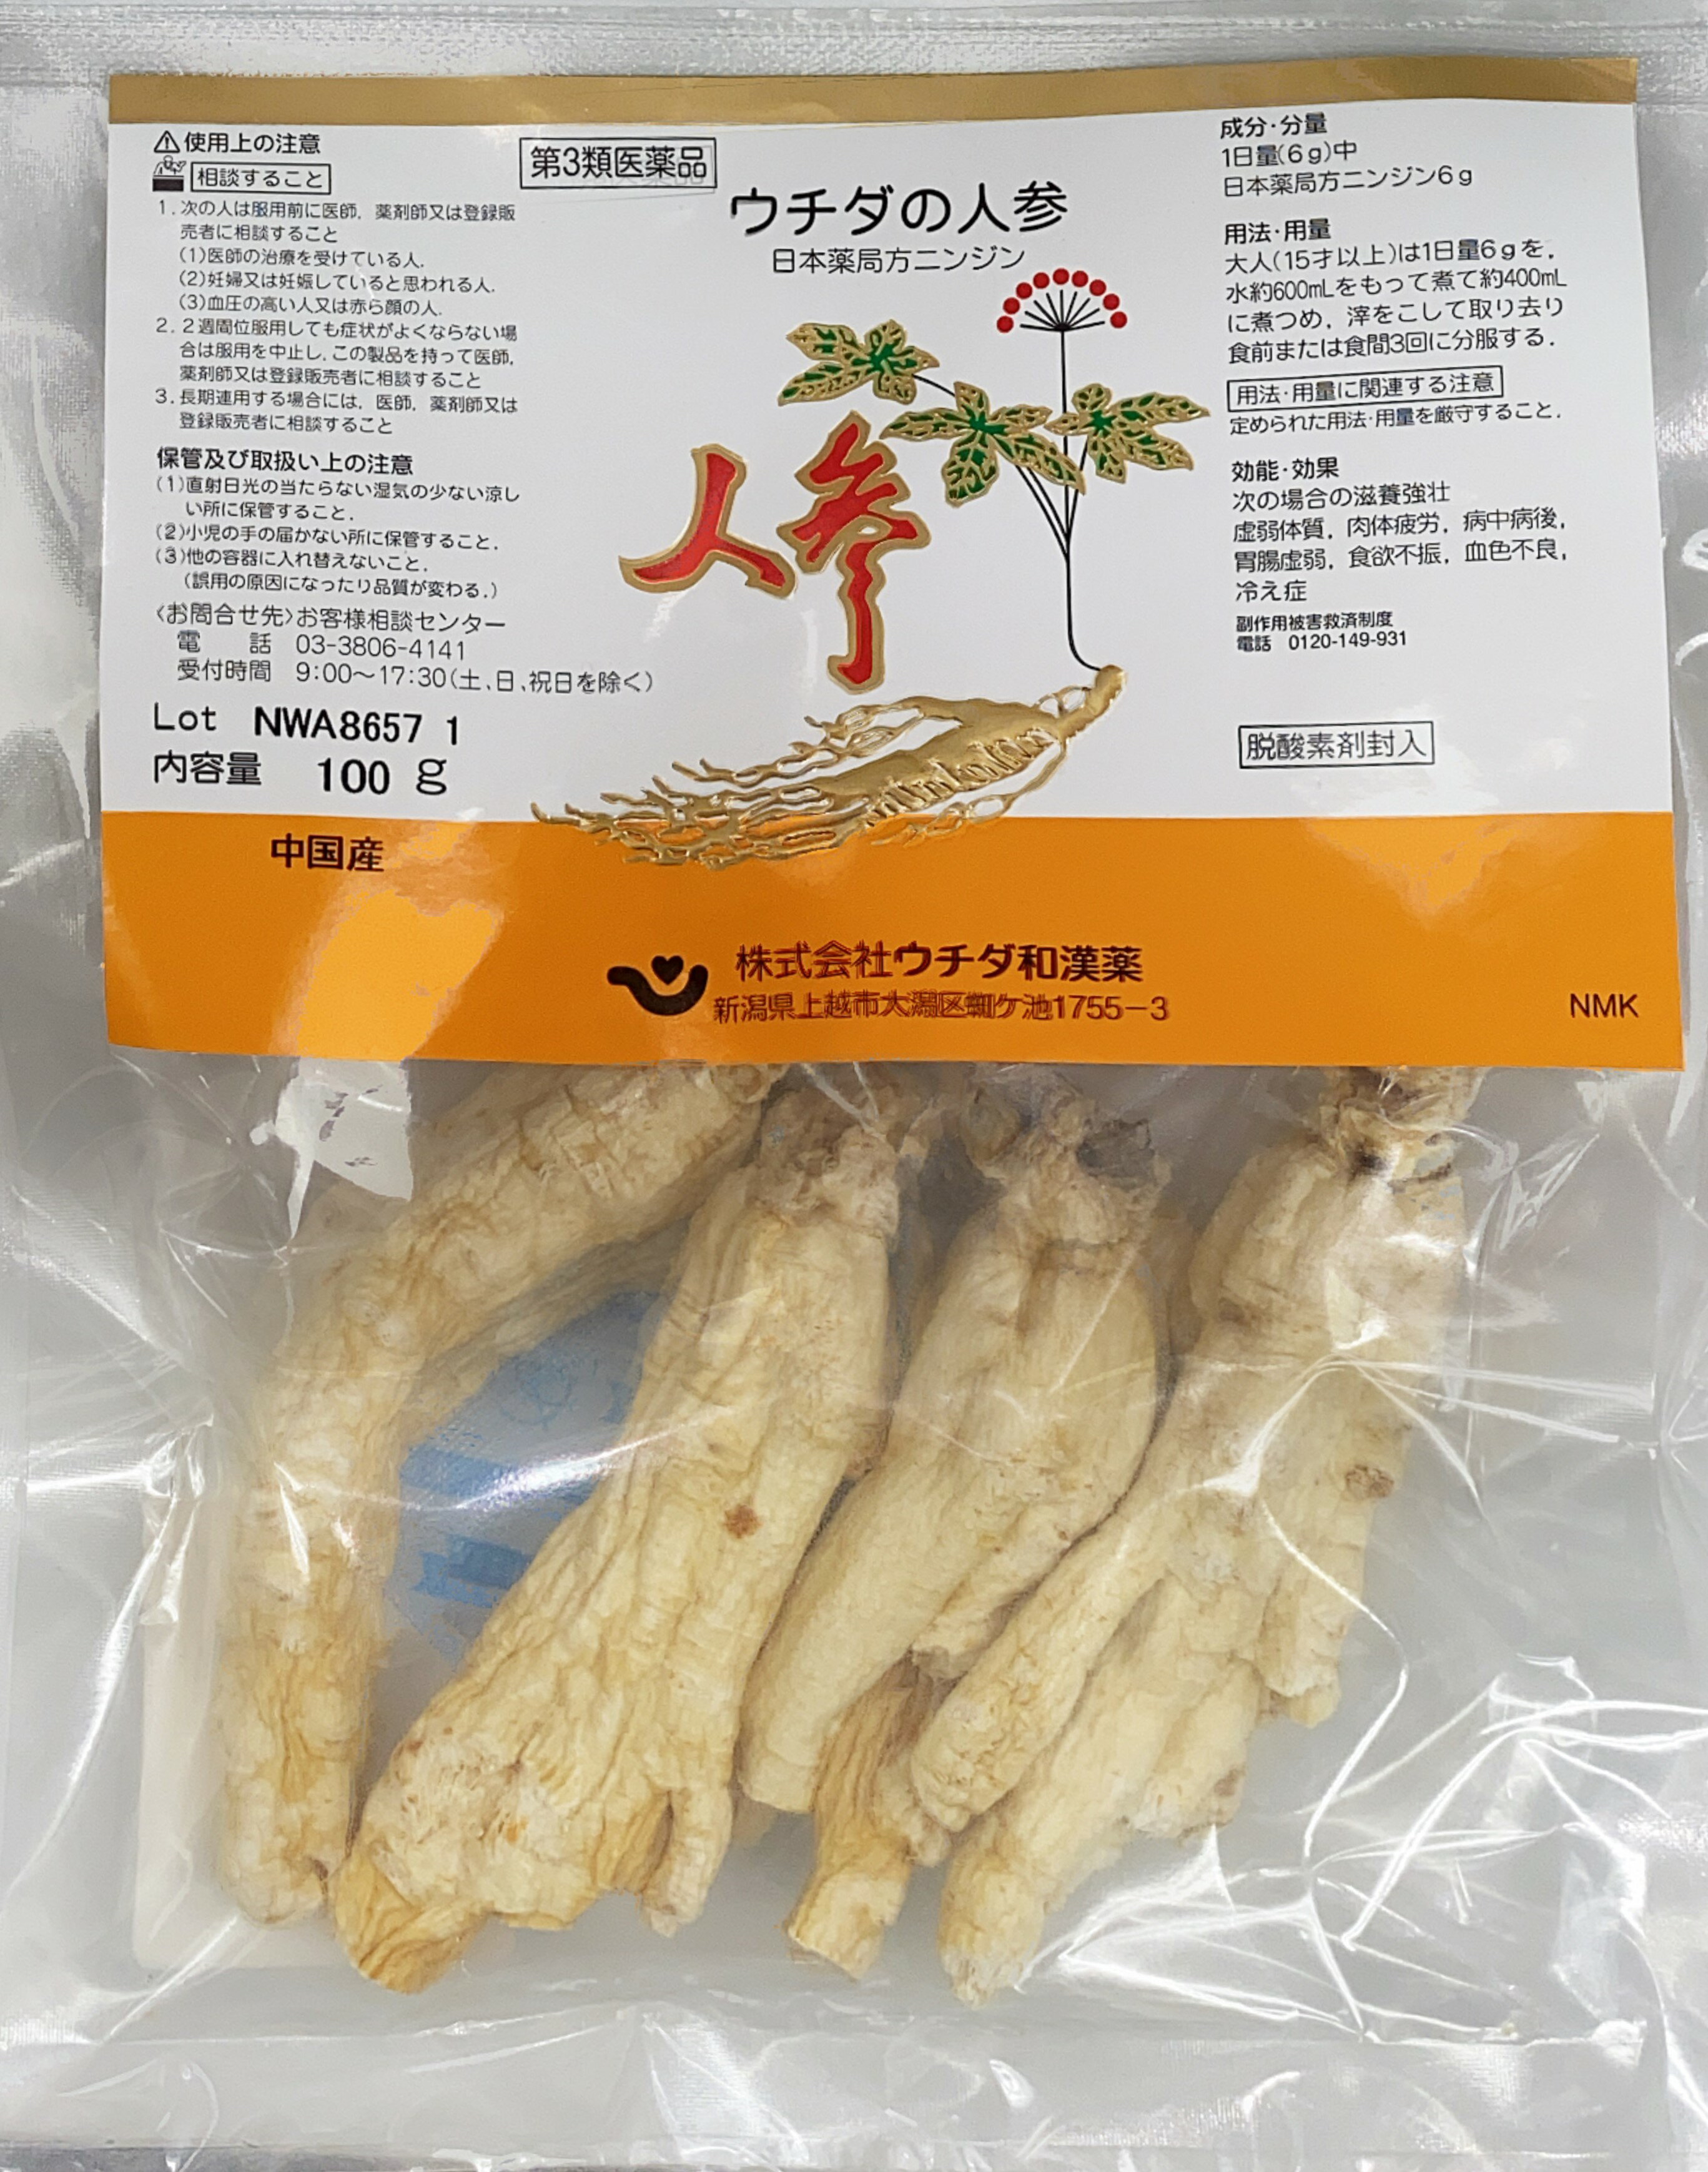 ⚠使用上の注意
相談すること
1. 次の人は服用前に医師，薬剤師又は登録販
売者に相談すること
(1)医師の治療を受けている人.
(2)妊婦又は妊娠していると思われる人.
(3)血圧の高い人又は赤ら顔の人.
2. 2週間位服用しても症状がよくならない場
合は服用を中止し, この製品を持って医師,
薬剤師又は登録販売者に相談すること
3. 長期連用する場合には，医師，薬剤師又は
登録販売者に相談すること
保管及び取扱い上の注意
(1)直射日光の当たらない湿気の少ない涼し
い所に保管すること.
(2)小児の手の届かない所に保管すること.
(3)他の容器に入れ替えないこと.
(誤用の原因になったり品質が変わる.)
〈お問合せ先〉お客様相談センター
電 話 03-3806-4141
受付時間 9:00〜17:30(土、日、祝日を除く)
Lot NWA8657 1
内容量 100 g
中国産
第3類医薬品
ウチダの人参
日本薬局方ニンジン
人参
成分・分量
1日量(6g)中
日本薬局方ニンジン6g
用法・用量
大人(15才以上)は1日量6gを，
水約600mLをもって煮て約400mL
に煮つめ，滓をこして取り去り
食前または食間3回に分服する．
用法・用量に関連する注意
定められた用法・用量を厳守すること．
効能・効果
次の場合の滋養強壮
虚弱体質，肉体疲労，病中病後，
胃腸虚弱，食欲不振，血色不良，
冷え症
副作用被害救済制度
電話 0120-149-931
脱酸素剤封入
株式会社ウチダ和漢薬
新潟県上越市大潟区蜘ケ池1755－3
NMK